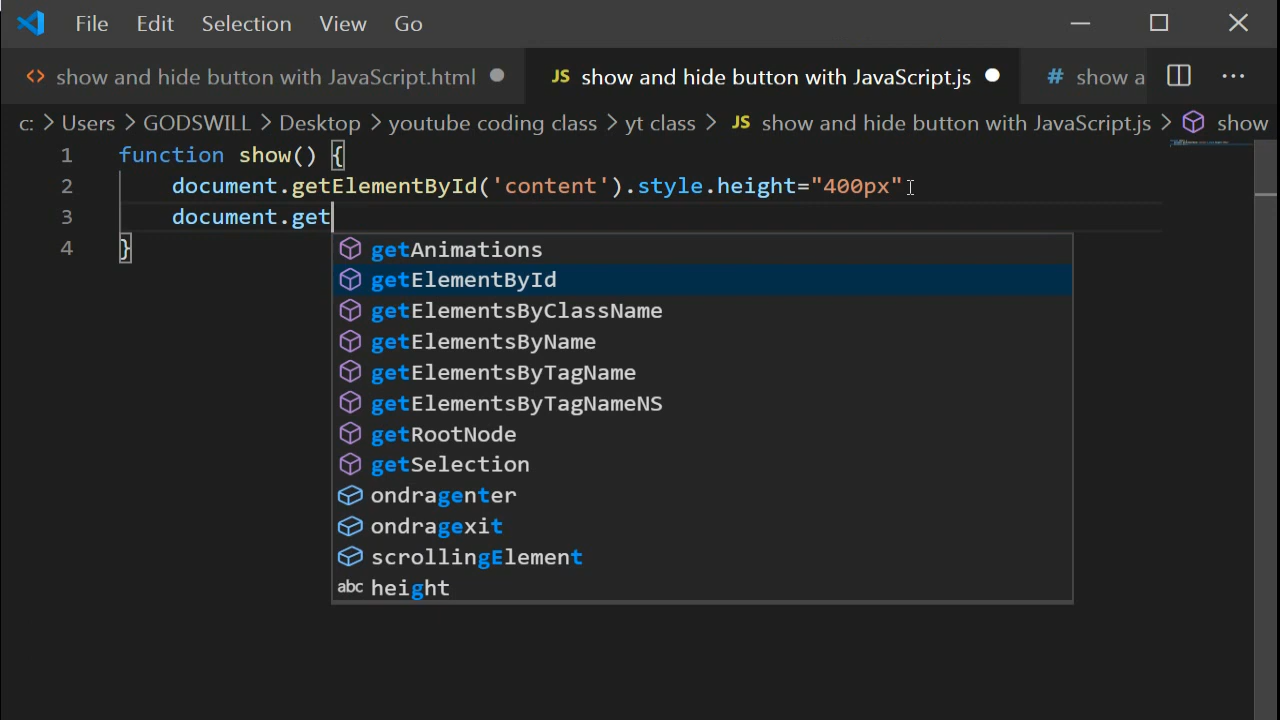 File Edit Selection View Go
<> show and hide button with JavaScript.html JS show and hide button with JavaScript.js # show a ...
c: > Users > GODSWILL > Desktop > youtube coding class > yt class > JS show and hide button with JavaScript.js > show
1 function show() {
2 document.getElementById('content').style.height="400px"
3 document.get
4 }
getAnimations
getElementById
getElementsByClassName
getElementsByName
getElementsByTagName
getElementsByTagNameNS
getRootNode
getSelection
ondragenter
ondragexit
scrollingElement
abc height